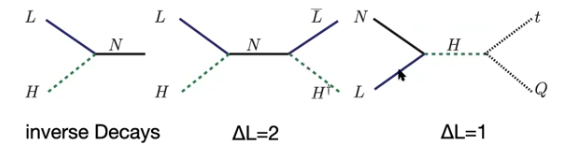 L L L̅ N t
N N H
H H H† L Q
inverse Decays ΔL=2 ΔL=1